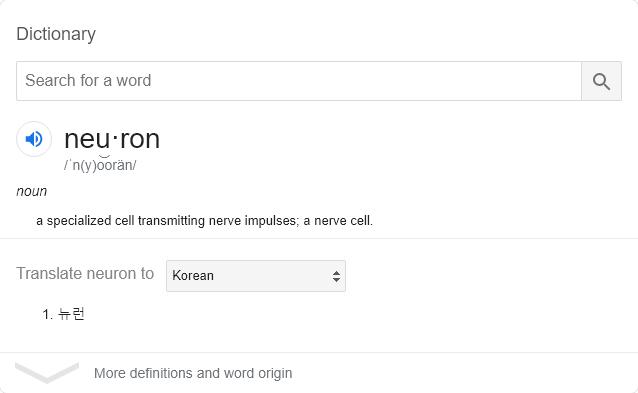 Dictionary
Search for a word
neu·ron
/ˈn(y)o͝orän/
noun
a specialized cell transmitting nerve impulses; a nerve cell.
Translate neuron to Korean
1. 뉴런
More definitions and word origin